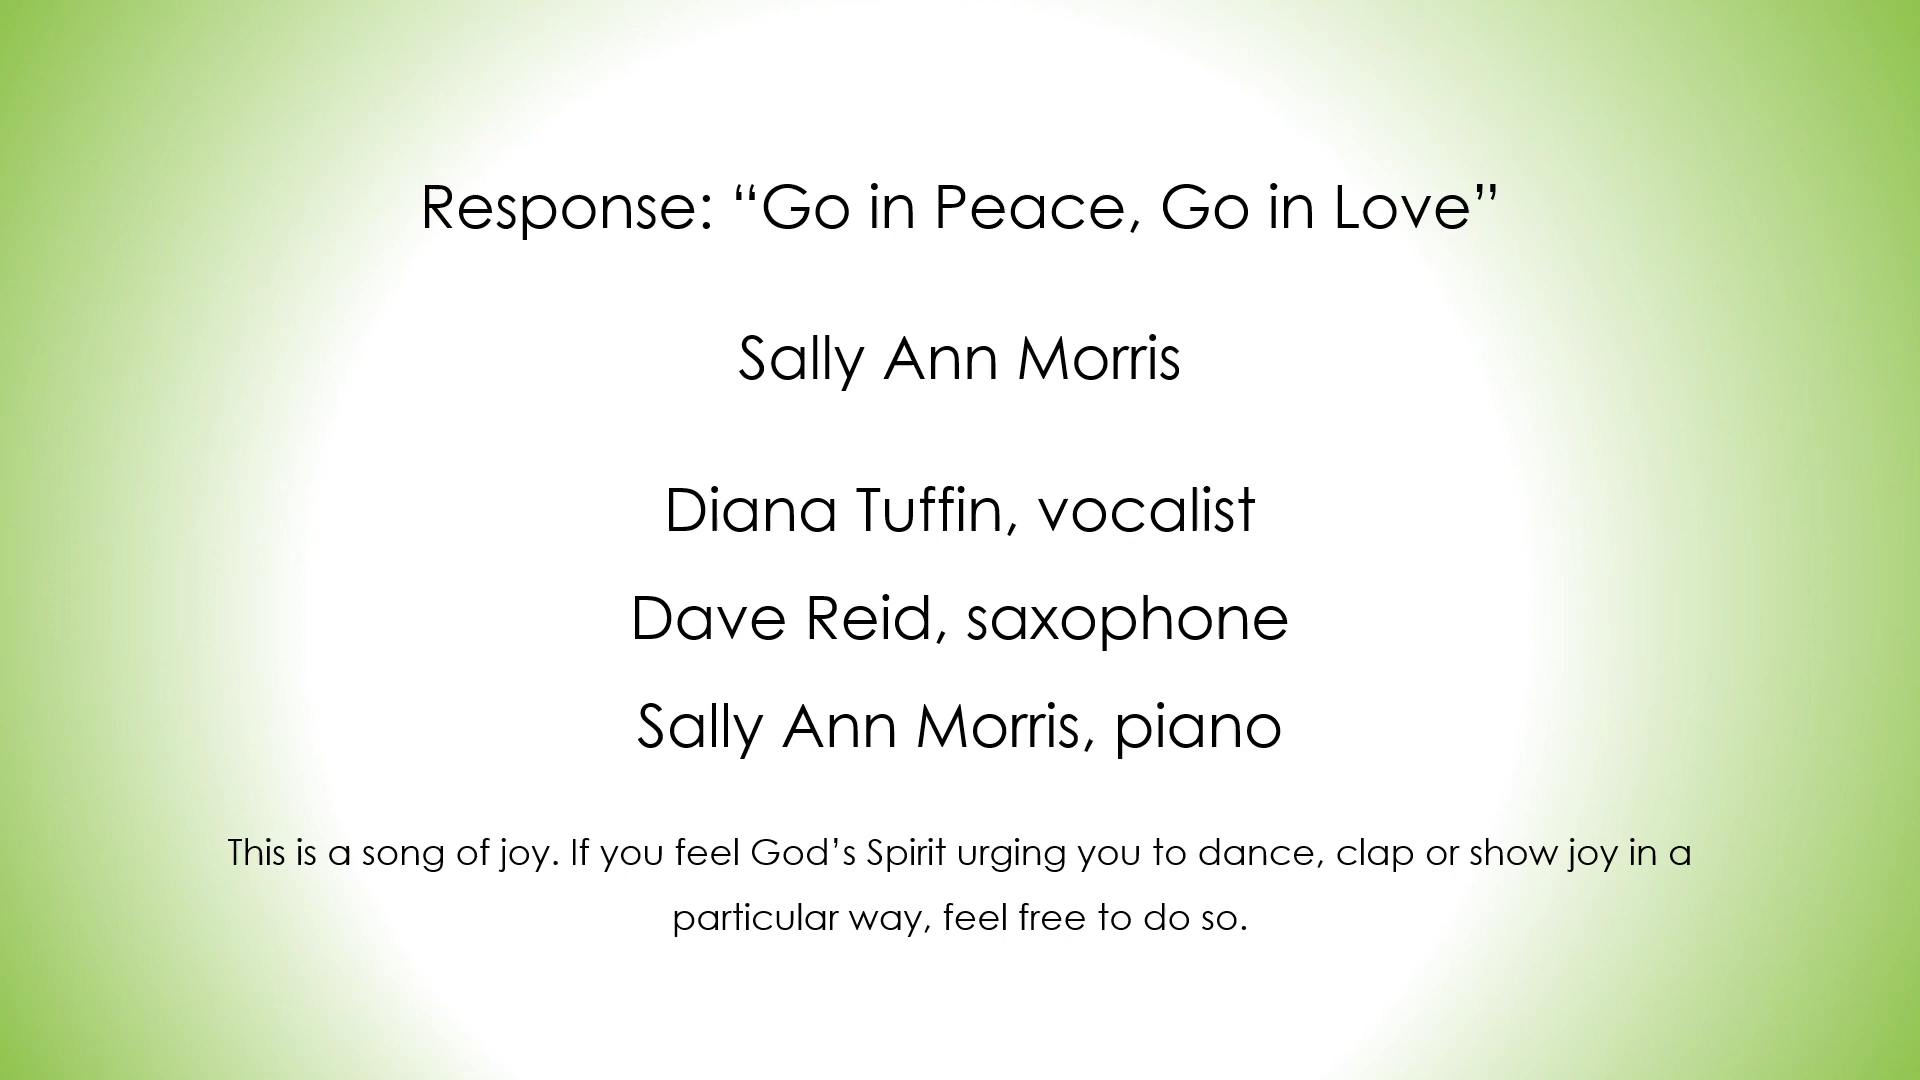 Response: “Go in Peace, Go in Love”
Sally Ann Morris
Diana Tuffin, vocalist
Dave Reid, saxophone
Sally Ann Morris, piano
This is a song of joy. If you feel God’s Spirit urging you to dance, clap or show joy in a
particular way, feel free to do so.